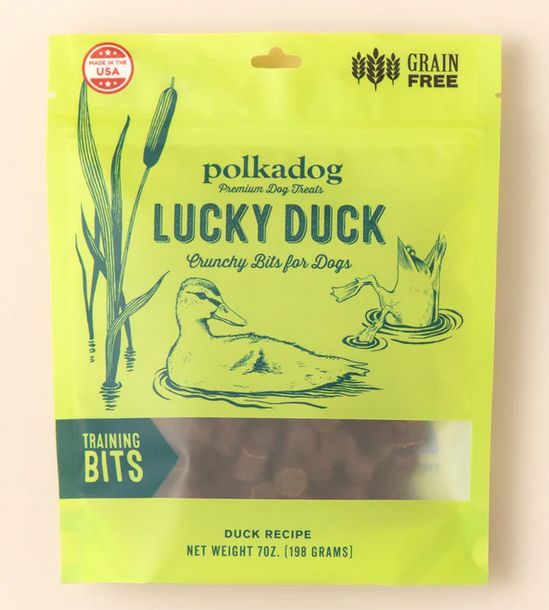 MADE IN THE
USA
GRAIN
FREE
polkadog
Premium Dog Treats
LUCKY DUCK
Crunchy Bits for Dogs
TRAINING
BITS
DUCK RECIPE
NET WEIGHT 7OZ. (198 GRAMS)